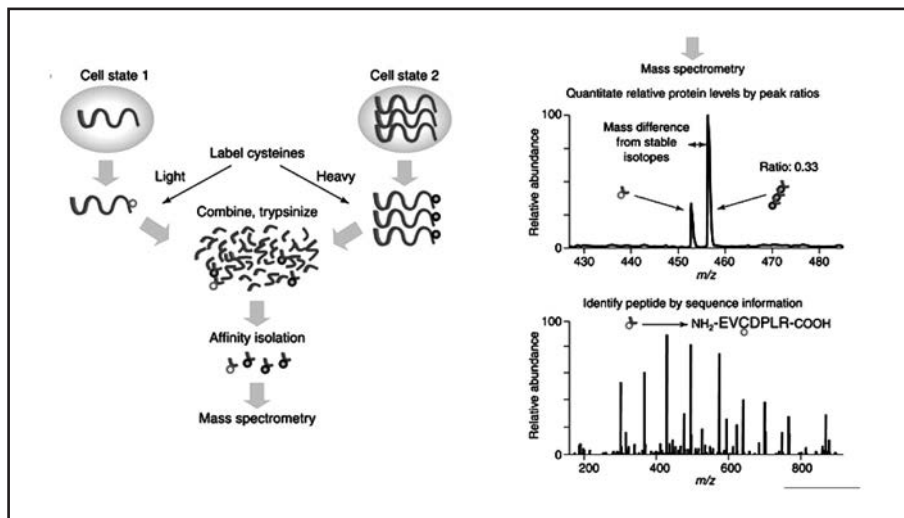 Cell state 1
Cell state 2
Label cysteines
Light
Heavy
Combine, trypsinize
Affinity isolation
Mass spectrometry
Mass spectrometry
Quantitate relative protein levels by peak ratios
100
Mass difference
from stable
isotopes
Ratio: 0.33
Relative abundance
0
430 440 450 460 470 480
m/z
Identify peptide by sequence information
100
NH₂-EVCDPLR-COOH
Relative abundance
0
200 400 600 800
m/z